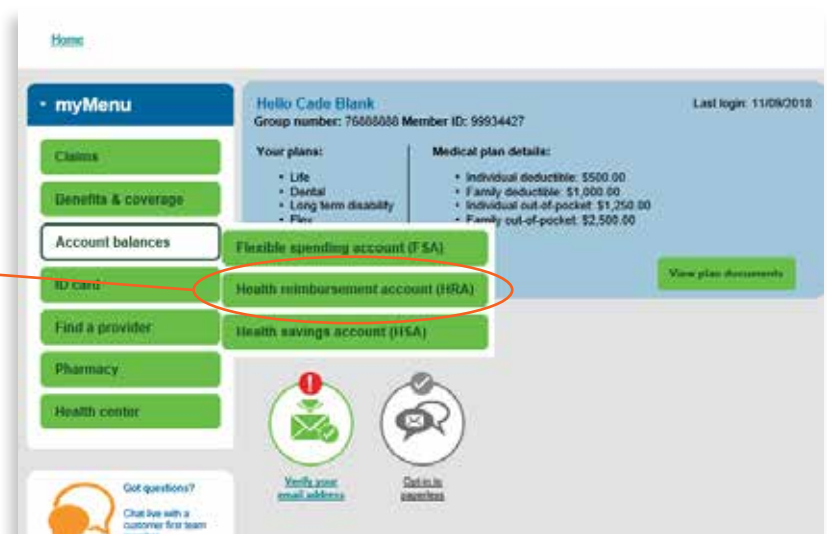 Home
myMenu
Claims
Benefits & coverage
Account balances
ID card
Find a provider
Pharmacy
Health center
Hello Cade Blank
Last login: 11/09/2018
Group number: 76888888 Member ID: 99934427
Your plans:
• Life
• Dental
• Long term disability
• Flex
Medical plan details:
• Individual deductible: $500.00
• Family deductible: $1,000.00
• Individual out-of-pocket: $1,250.00
• Family out-of-pocket: $2,500.00
View plan documents
Flexible spending account (FSA)
Health reimbursement account (HRA)
Health savings account (HSA)
Verify your
email address
Opt-in to
paperless
Got questions?
Chat live with a
customer first team